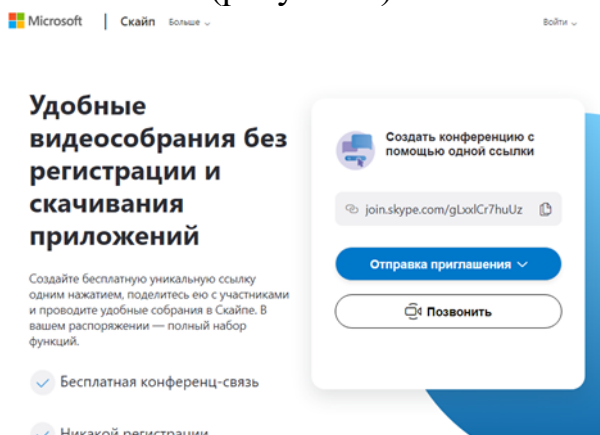 Microsoft | Скайп Больше Войти
Удобные
видеособрания без
регистрации и
скачивания
приложений
Создайте бесплатную уникальную ссылку
одним нажатием, поделитесь ею с участниками
и проводите удобные собрания в Скайпе. В
вашем распоряжении — полный набор
функций.
Бесплатная конференц-связь
Никакой регистрации
Создать конференцию с
помощью одной ссылки
join.skype.com/gLxxlCr7huUz
Отправка приглашения
Позвонить